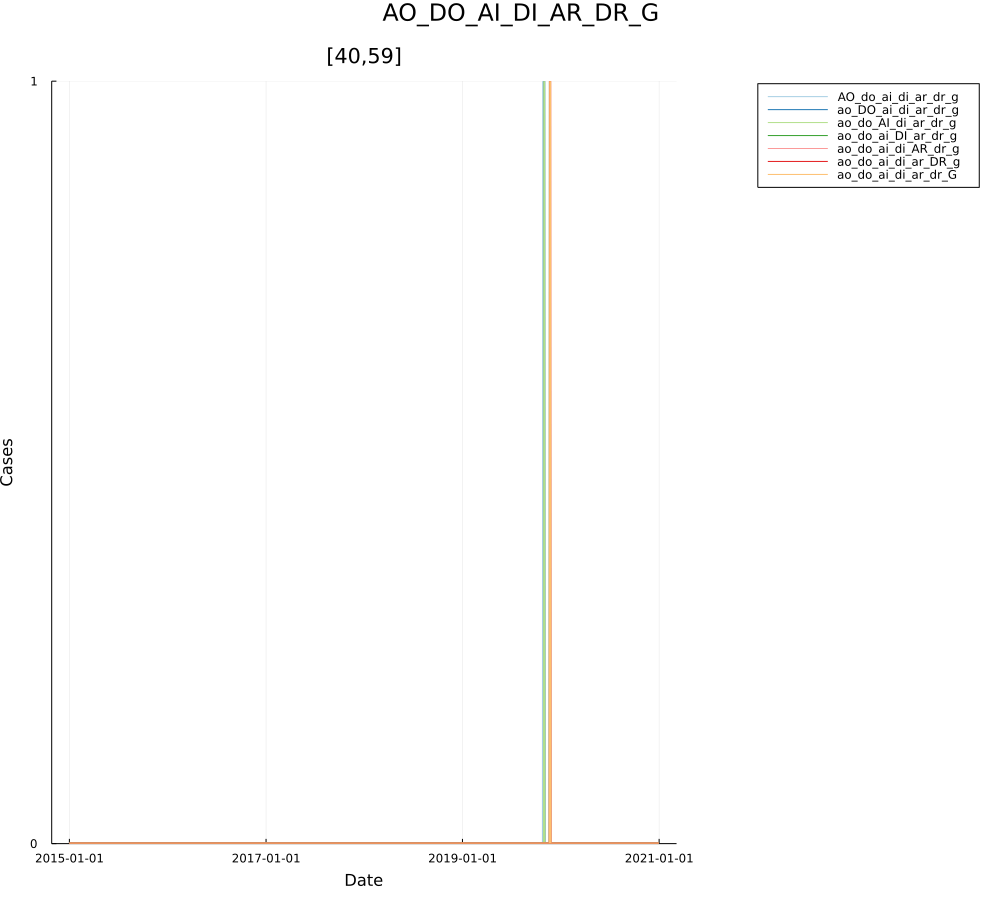 AO_DO_AI_DI_AR_DR_G
[40,59]
1
AO_do_ai_di_ar_dr_g
ao_DO_ai_di_ar_dr_g
ao_do_AI_di_ar_dr_g
ao_do_ai_DI_ar_dr_g
ao_do_ai_di_AR_dr_g
ao_do_ai_di_ar_DR_g
ao_do_ai_di_ar_dr_G
Cases
0
2015-01-01 2017-01-01 2019-01-01 2021-01-01
Date